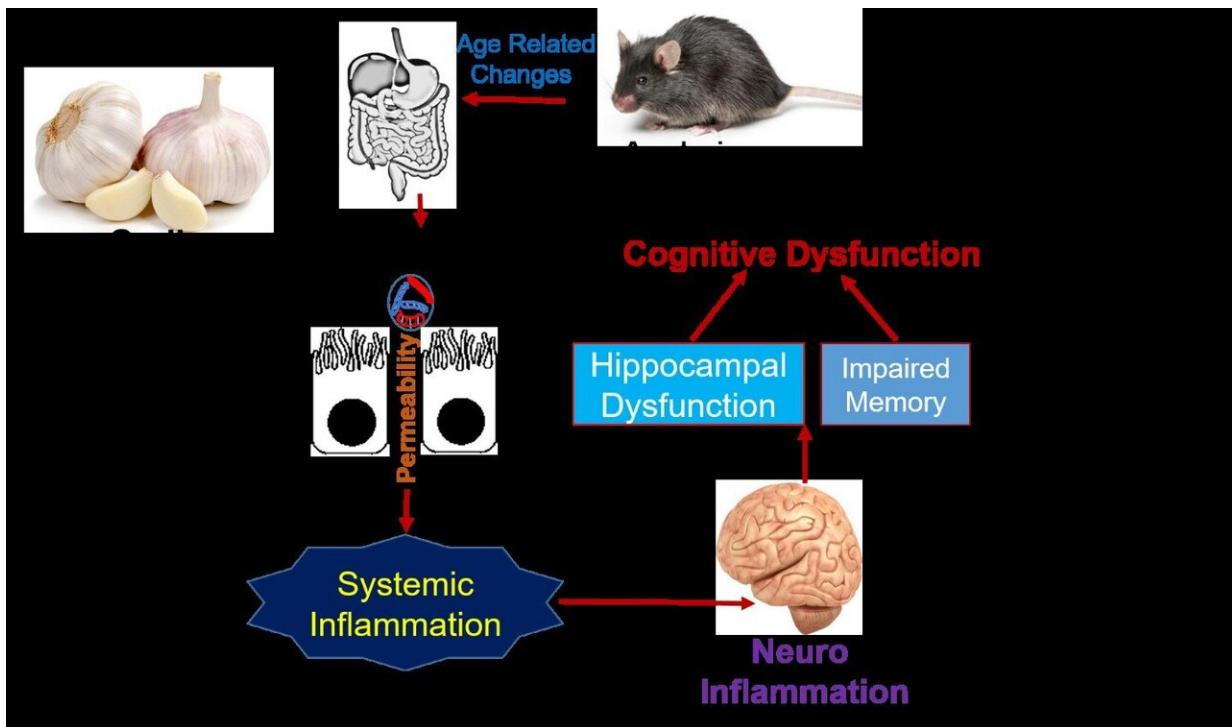 Age Related
Changes
Cognitive Dysfunction
Permeability
Hippocampal
Dysfunction
Impaired
Memory
Systemic
Inflammation
Neuro
Inflammation